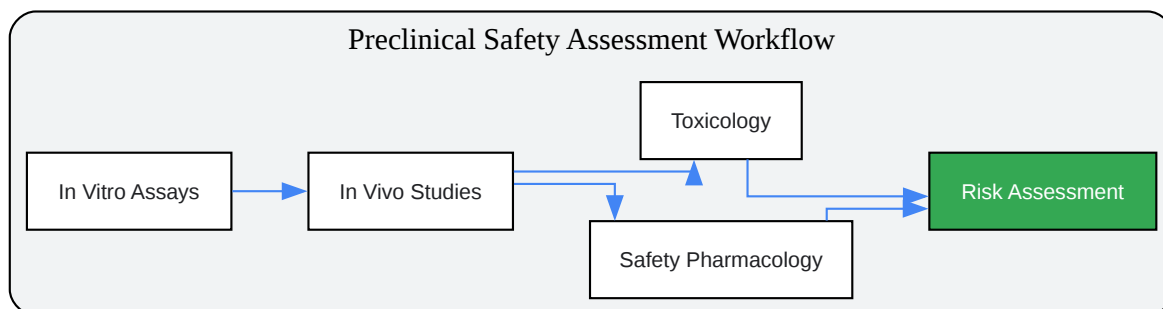 Preclinical Safety Assessment Workflow
Toxicology
In Vitro Assays
In Vivo Studies
Risk Assessment
Safety Pharmacology